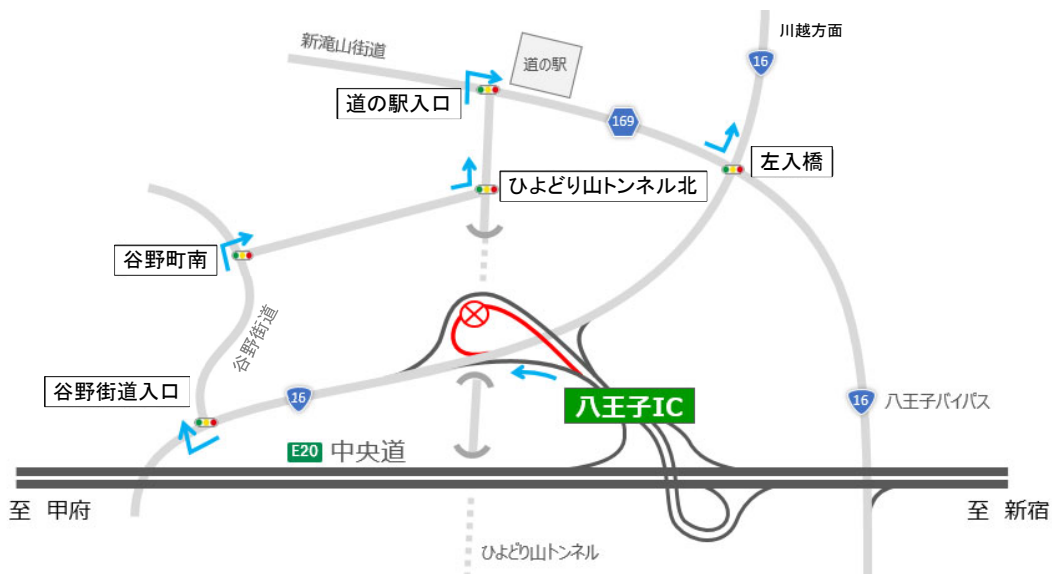 川越方面
新滝山街道
道の駅
16
道の駅入口
169
左入橋
ひよどり山トンネル北
谷野町南
谷野街道
谷野街道入口
16
八王子IC
16
八王子バイパス
E20 中央道
至 甲府
至 新宿
ひよどり山トンネル